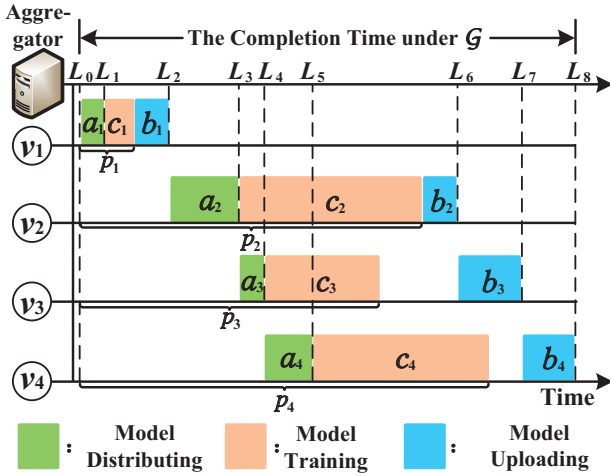 Aggre-
gator
The Completion Time under 𝒢
L₀ L₁ L₂ L₃ L₄ L₅ L₆ L₇ L₈
a₁ c₁ b₁
v₁
p₁
a₂ c₂ b₂
v₂
p₂
a₃ c₃ b₃
v₃
p₃
a₄ c₄ b₄
v₄
p₄
Time
: Model Distributing
: Model Training
: Model Uploading